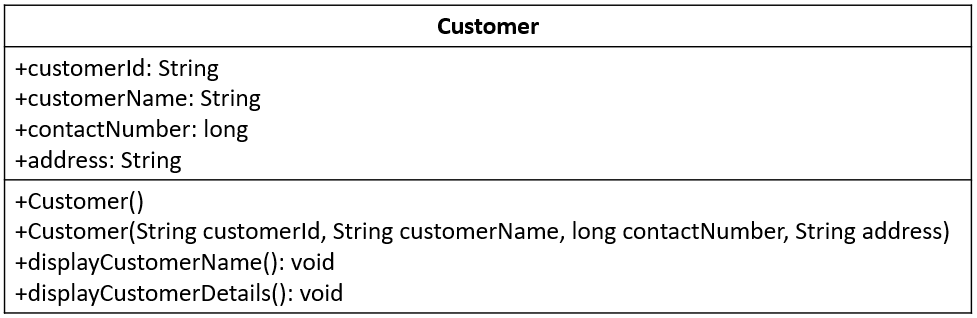 Customer
+customerId: String
+customerName: String
+contactNumber: long
+address: String
+Customer()
+Customer(String customerId, String customerName, long contactNumber, String address)
+displayCustomerName(): void
+displayCustomerDetails(): void